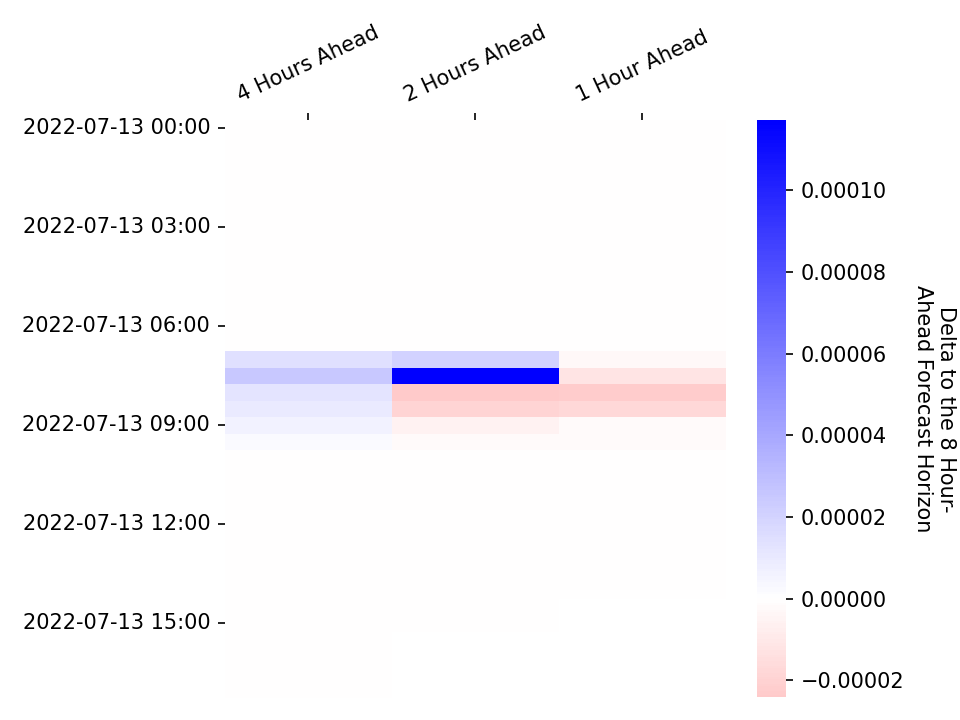 4 Hours Ahead
2 Hours Ahead
1 Hour Ahead
2022-07-13 00:00
2022-07-13 03:00
2022-07-13 06:00
2022-07-13 09:00
2022-07-13 12:00
2022-07-13 15:00
0.00010
0.00008
0.00006
0.00004
0.00002
0.00000
−0.00002
Delta to the 8 Hour-
Ahead Forecast Horizon